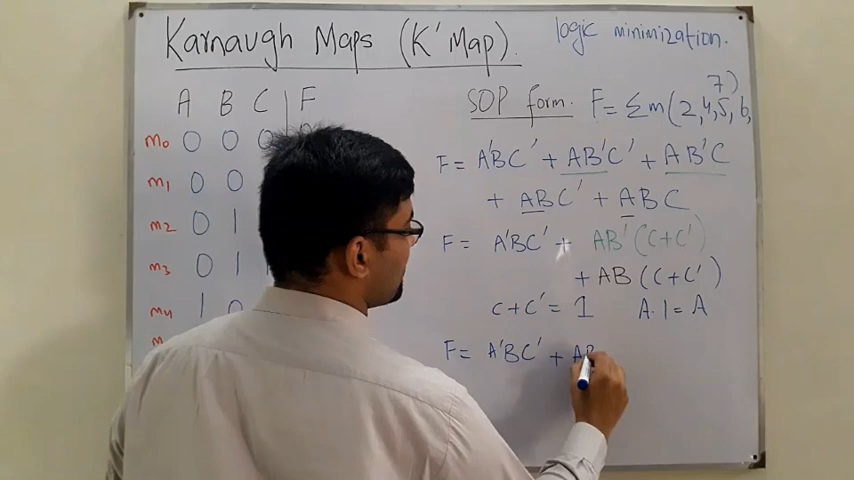 Karnaugh Maps (K' Map).
logic minimization.
A B C F
m0 0 0 0 0
m1 0 0
m2 0 1
m3 0 1
m4 1 0
SOP form. F = Σm(2,4,5,6,
7)
F = A'BC' + AB'C' + AB'C
+ ABC' + ABC
F = A'BC' + AB'(C+C')
+ AB(C+C')
C+C' = 1 A.1 = A
F = A'BC' + AB